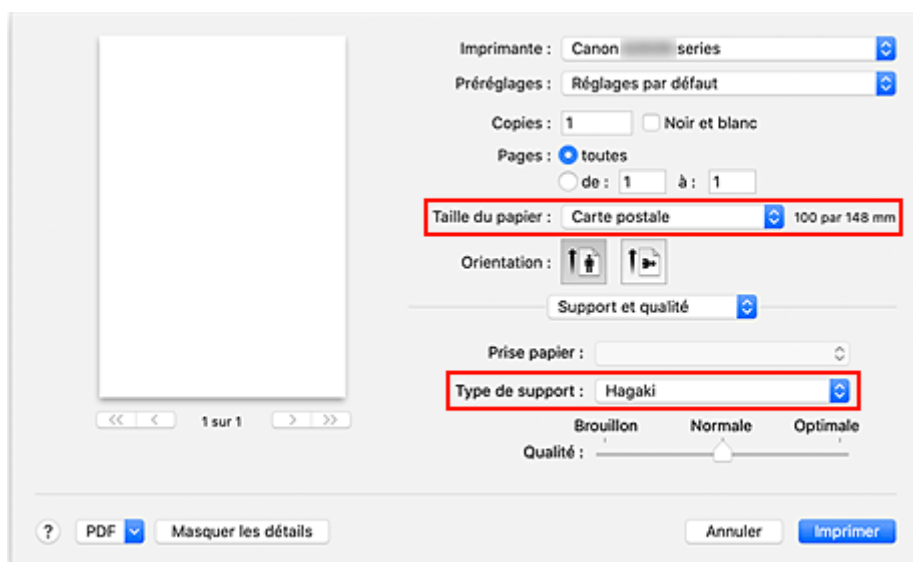 Imprimante : Canon series
Préréglages : Réglages par défaut
Copies : 1 Noir et blanc
Pages : toutes
de : 1 à : 1
Taille du papier : Carte postale 100 par 148 mm
Orientation :
Support et qualité
Prise papier :
Type de support : Hagaki
1 sur 1
Brouillon Normale Optimale
Qualité :
? PDF Masquer les détails Annuler Imprimer